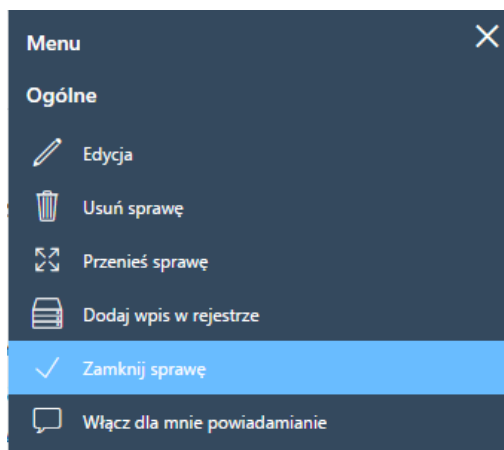 Menu
Ogólne
Edycja
Usuń sprawę
Przenieś sprawę
Dodaj wpis w rejestrze
Zamknij sprawę
Włącz dla mnie powiadamianie